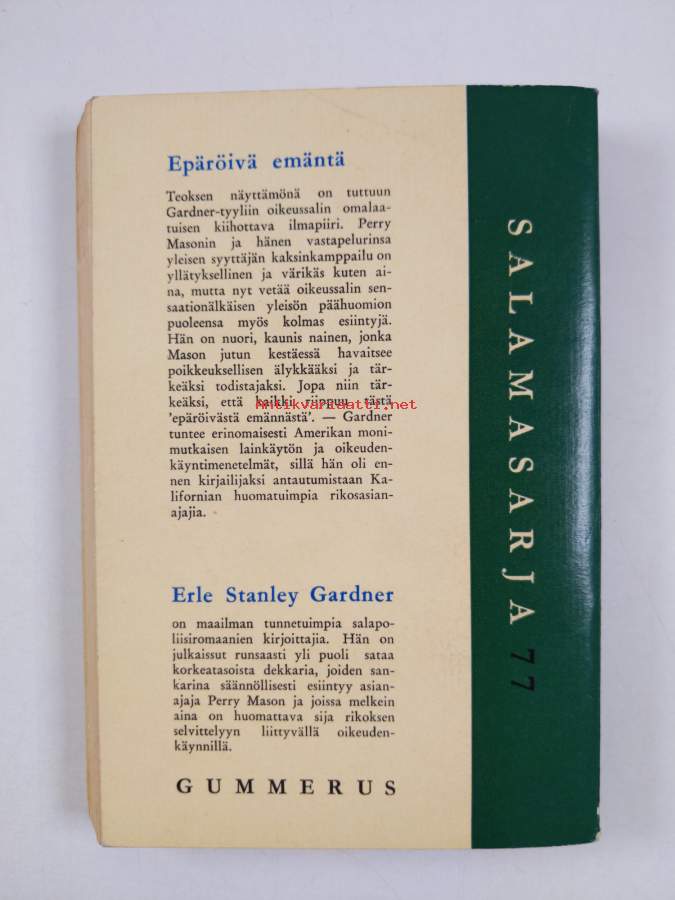 Epäröivä emäntä
Teoksen näyttämönä on tuttuun
Gardner-tyyliin oikeussalin omalaa-
tuisen kiihottava ilmapiiri. Perry
Masonin ja hänen vastapelurinsa
yleisen syyttäjän kaksinkamppailu on
yllätyksellinen ja värikäs kuten ai-
na, mutta nyt vetää oikeussalin sen-
saationälkäisen yleisön päähuomion
puoleensa myös kolmas esiintyjä.
Hän on nuori, kaunis nainen, jonka
Mason jutun kestäessä havaitsee
poikkeuksellisen älykkääksi ja tär-
keäksi todistajaksi. Jopa niin tär-
keäksi, että kaikki riippuu tästä
'epäröivästä emännästä'. — Gardner
tuntee erinomaisesti Amerikan moni-
mutkaisen lainkäytön ja oikeuden-
käyntimenetelmät, sillä hän oli en-
nen kirjailijaksi antautumistaan Ka-
lifornian huomatuimpia rikosasian-
ajajia.
Antikvariaatti.net
Erle Stanley Gardner
on maailman tunnetuimpia salapo-
liisiromaanien kirjoittajia. Hän on
julkaissut runsaasti yli puoli sataa
korkeatasoista dekkaria, joiden san-
karina säännöllisesti esiintyy asian-
ajaja Perry Mason ja joissa melkein
aina on huomattava sija rikoksen
selvittelyyn liittyvällä oikeuden-
käynnillä.
GUMMERUS
SALAMASARJA 77